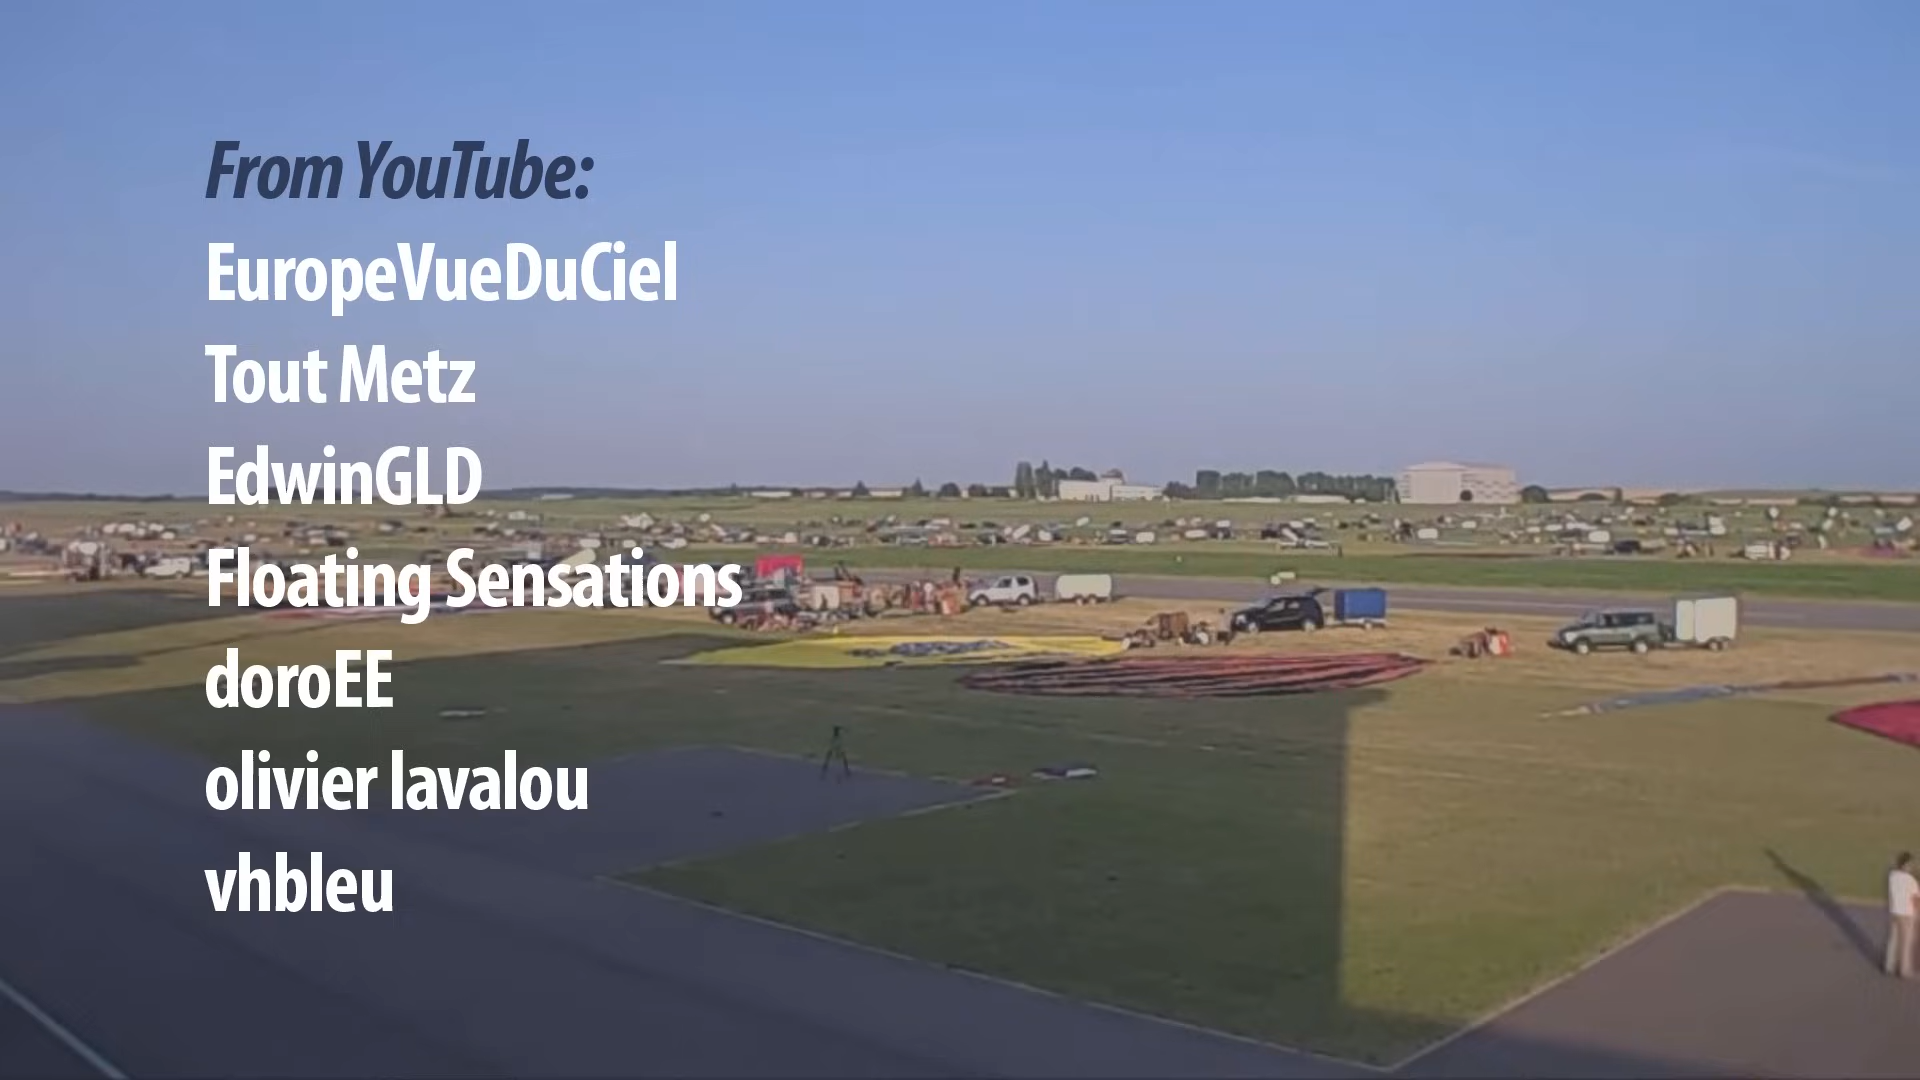 From YouTube:
EuropeVueDuCiel
Tout Metz
EdwinGLD
Floating Sensations
doroEE
olivier lavalou
vhbleu